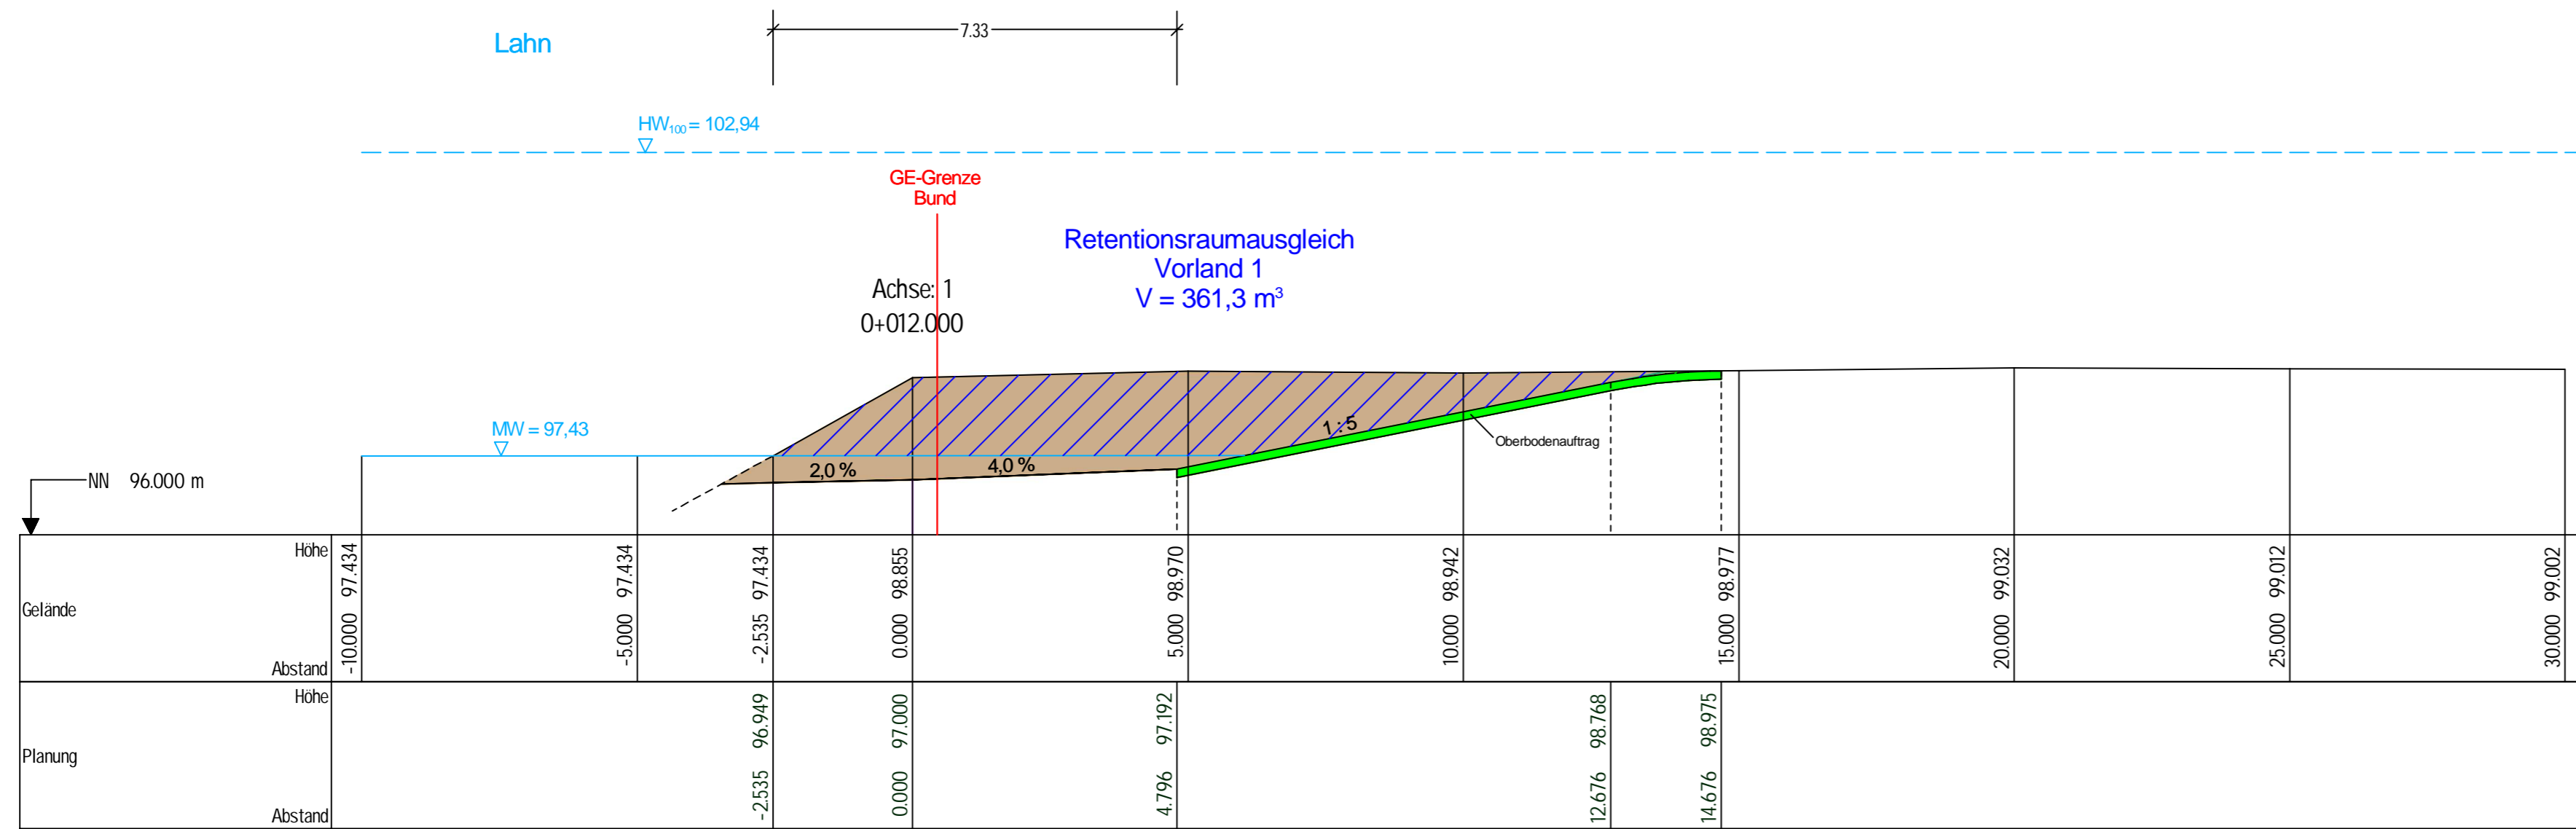 7.33
Lahn
HW₁₀₀ = 102,94
GE-Grenze
Bund
Retentionsraumausgleich
Vorland 1
V = 361,3 m³
Achse: 1
0+012.000
MW = 97,43
1 : 5
Oberbodenauftrag
2,0 %
4,0 %
NN 96.000 m
Höhe
97.434 97.434 97.434 98.855 98.970 98.942 98.977 99.032 99.012 99.002
Gelände
-10.000 -5.000 -2.535 0.000 5.000 10.000 15.000 20.000 25.000 30.000
Abstand
Höhe
96.949 97.000 97.192 98.768 98.975
Planung
-2.535 0.000 4.796 12.676 14.676
Abstand